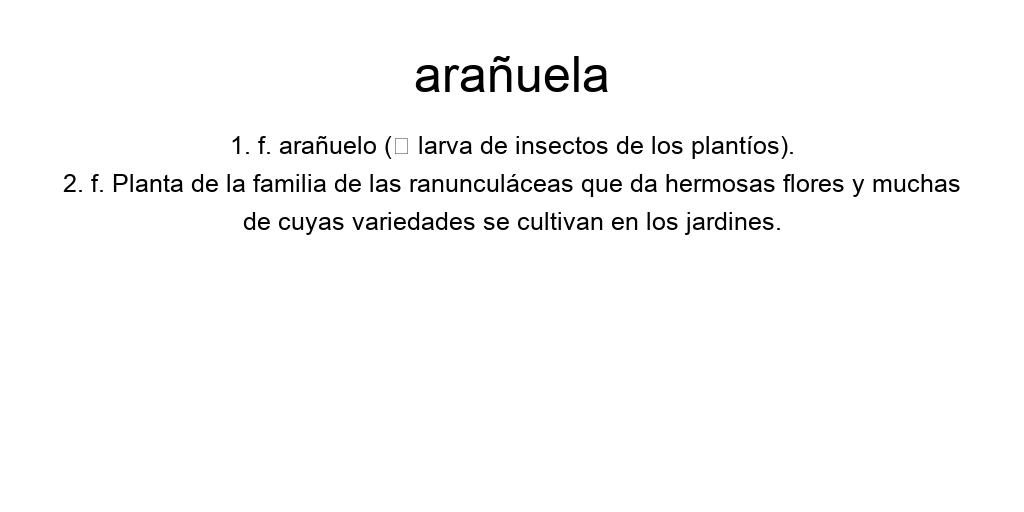 arañuela
1. f. arañuelo (□ larva de insectos de los plantíos).
2. f. Planta de la familia de las ranunculáceas que da hermosas flores y muchas
de cuyas variedades se cultivan en los jardines.